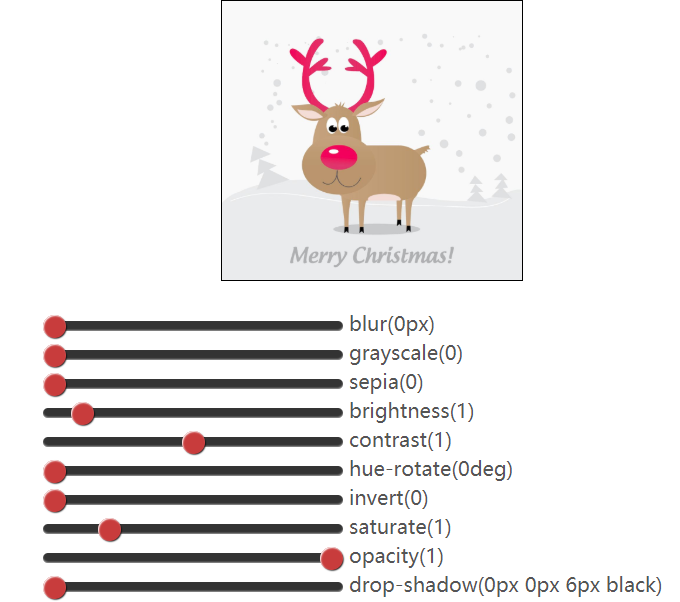 Merry Christmas!
blur(0px)
grayscale(0)
sepia(0)
brightness(1)
contrast(1)
hue-rotate(0deg)
invert(0)
saturate(1)
opacity(1)
drop-shadow(0px 0px 6px black)